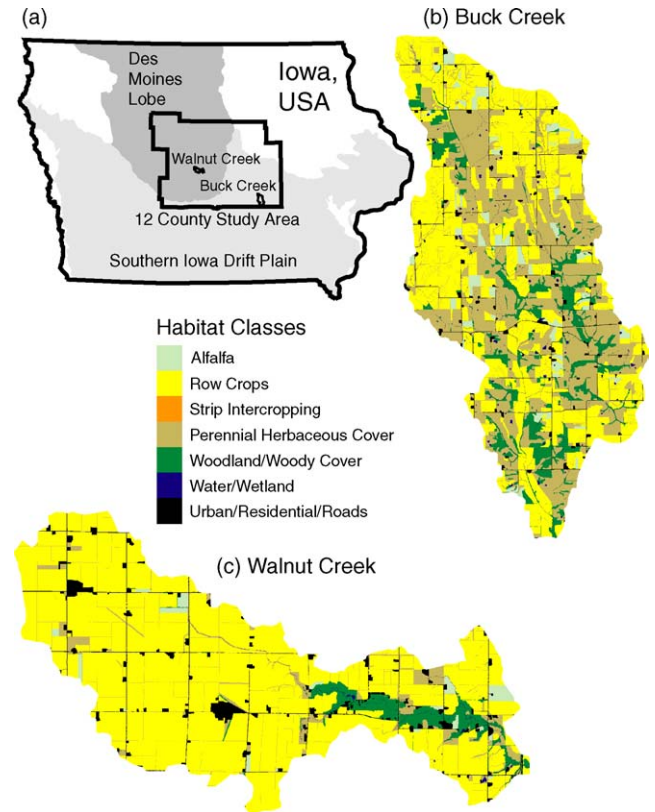 (a)
Des
Moines
Lobe
Iowa,
USA
Walnut Creek
Buck Creek
12 County Study Area
Southern Iowa Drift Plain
(b) Buck Creek
Habitat Classes
Alfalfa
Row Crops
Strip Intercropping
Perennial Herbaceous Cover
Woodland/Woody Cover
Water/Wetland
Urban/Residential/Roads
(c) Walnut Creek